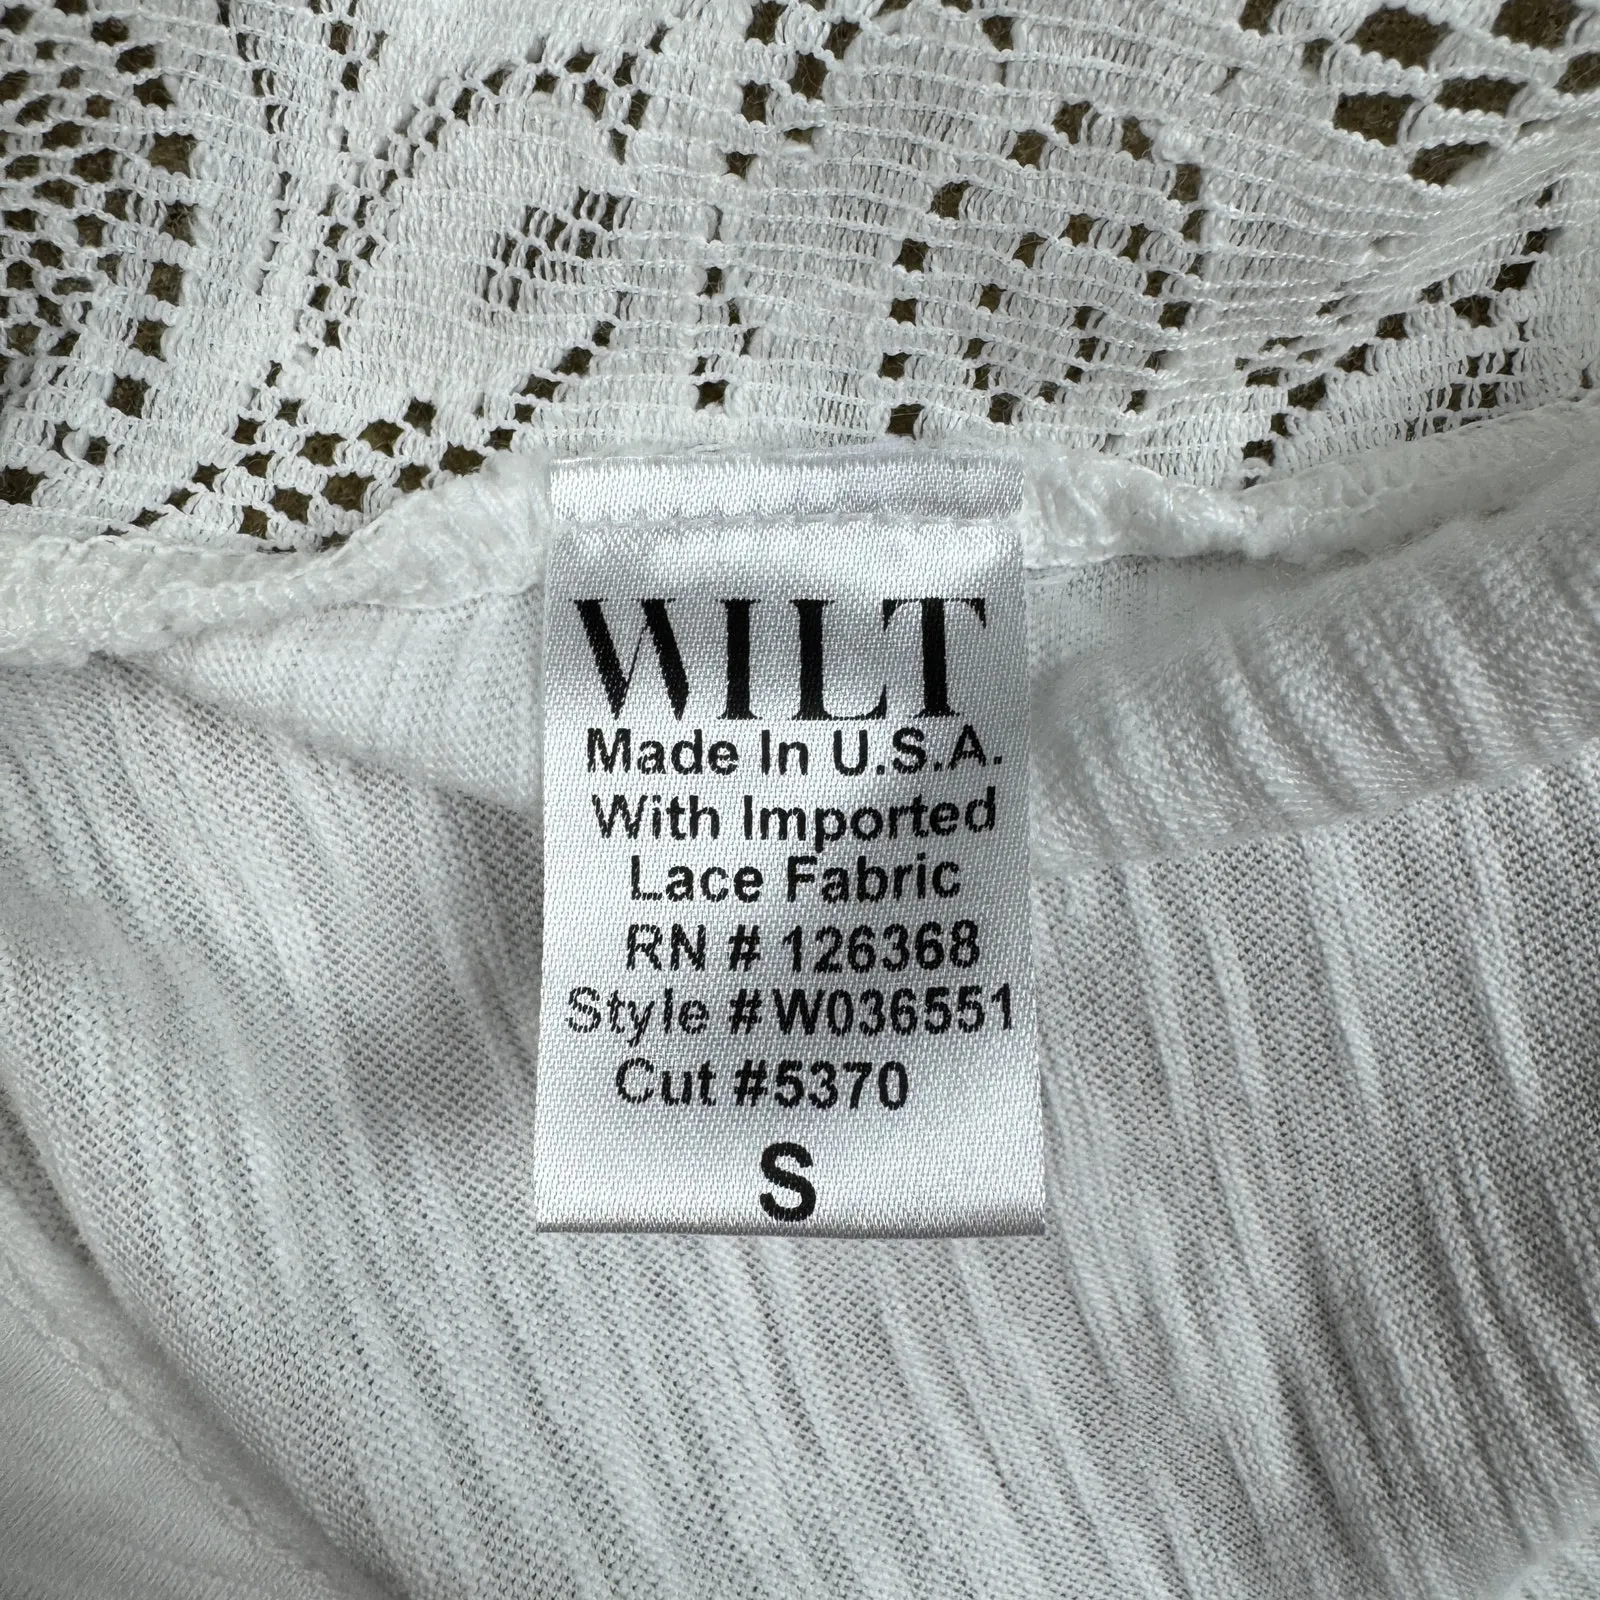 WILT
Made In U.S.A.
With Imported
Lace Fabric
RN # 126368
Style #W036551
Cut #5370
S